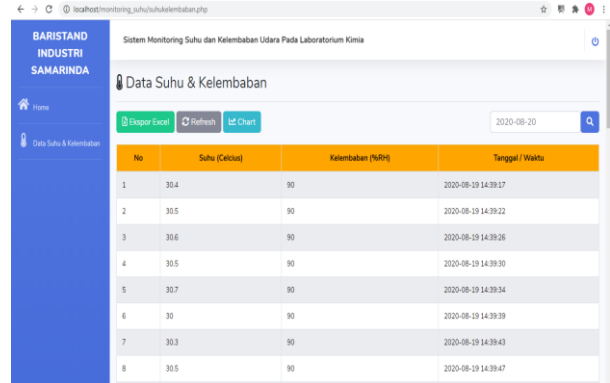 localhost/monitoring_suhu/suhukelembaban.php
M
BARISTAND
INDUSTRI
SAMARINDA
Sistem Monitoring Suhu dan Kelembaban Udara Pada Laboratorium Kimia
Home
Data Suhu & Kelembaban
Data Suhu & Kelembaban
Ekspor Excel Refresh Chart 2020-08-20
No Suhu (Celcius) Kelembaban (%RH) Tanggal / Waktu
1 30.4 90 2020-08-19 14:39:17
2 30.5 90 2020-08-19 14:39:22
3 30.6 90 2020-08-19 14:39:26
4 30.5 90 2020-08-19 14:39:30
5 30.7 90 2020-08-19 14:39:34
6 30 90 2020-08-19 14:39:39
7 30.3 90 2020-08-19 14:39:43
8 30.5 90 2020-08-19 14:39:47